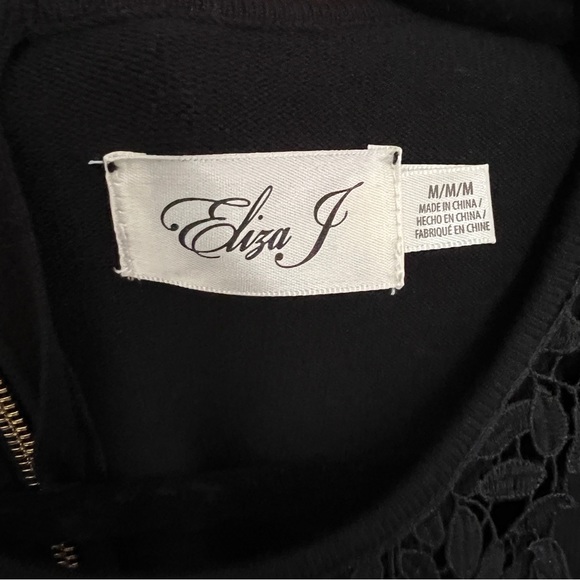 Eliza J
M/M/M
MADE IN CHINA /
HECHO EN CHINA /
FABRIQUÉ EN CHINE